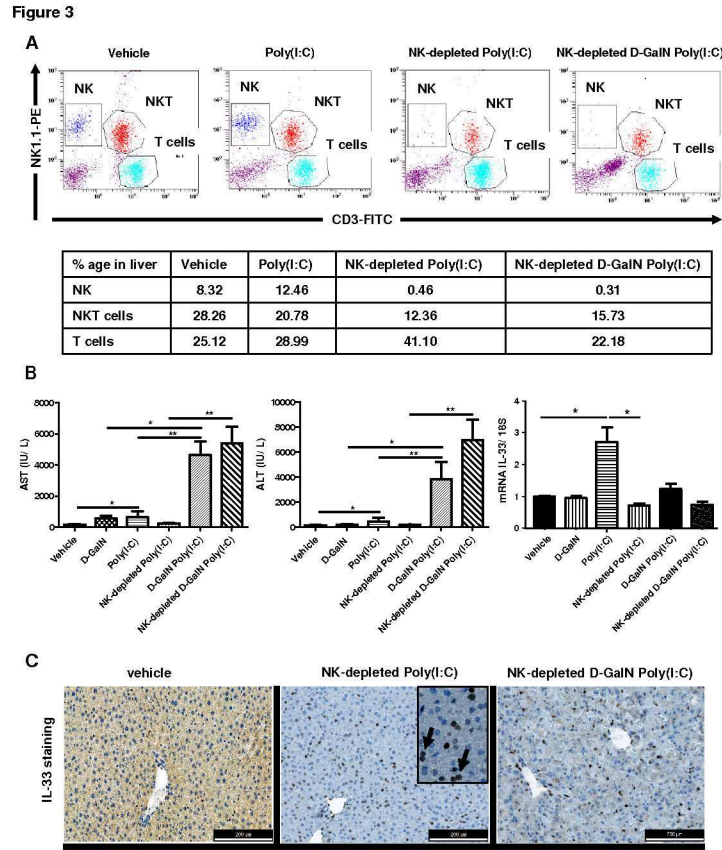 Figure 3
A
Vehicle
Poly(I:C)
NK-depleted Poly(I:C)
NK-depleted D-GalN Poly(I:C)
NK1.1-PE
NK
NKT
T cells
NK
NKT
T cells
NK
NKT
T cells
NK
NKT
T cells
CD3-FITC
% age in liver Vehicle Poly(I:C) NK-depleted Poly(I:C) NK-depleted D-GalN Poly(I:C)
NK 8.32 12.46 0.46 0.31
NKT cells 28.26 20.78 12.36 15.73
T cells 25.12 28.99 41.10 22.18
B
AST (IU/ L)
8000
6000
4000
2000
0
*
**
*
**
Vehicle
D-GalN
Poly(I:C)
NK-depleted Poly(I:C)
D-GalN Poly(I:C)
NK-depleted D-GalN Poly(I:C)
ALT (IU/ L)
10000
8000
6000
4000
2000
0
*
**
*
**
Vehicle
D-GalN
Poly(I:C)
NK-depleted Poly(I:C)
D-GalN Poly(I:C)
NK-depleted D-GalN Poly(I:C)
mRNA IL-33/ 18S
4
3
2
1
0
*
*
Vehicle
D-GalN
Poly(I:C)
NK-depleted Poly(I:C)
D-GalN Poly(I:C)
NK-depleted D-GalN Poly(I:C)
C
vehicle
NK-depleted Poly(I:C)
NK-depleted D-GalN Poly(I:C)
IL-33 staining
200 µm
200 µm
200 µm